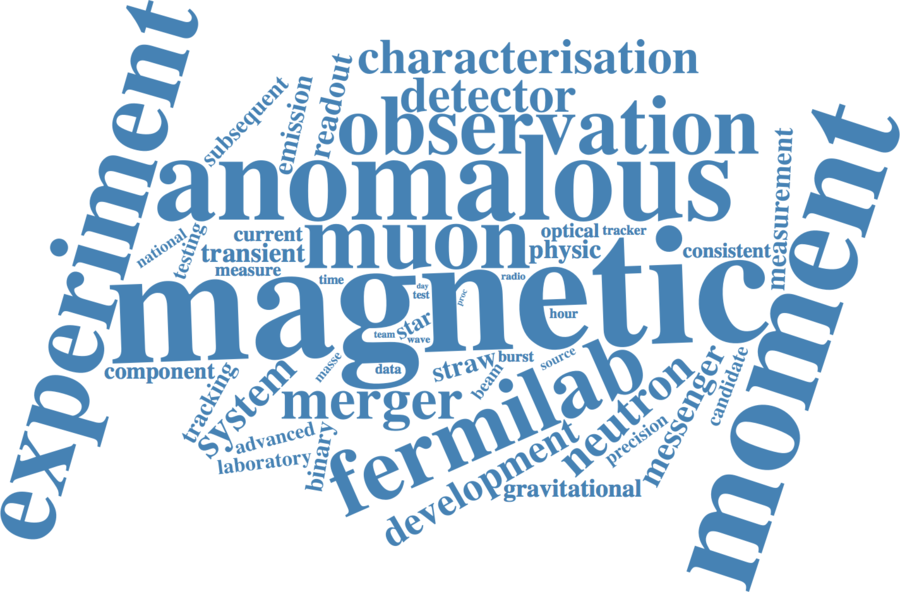 experiment
characterisation
detector
observation
subsequent
emission
readout
anomalous
moment
measurement
national
testing
current
transient
measure
muon
optical
tracker
physic
consistent
magnetic
time
day
test
proc
radio
hour
star
team
wave
data
masse
component
straw
burst
source
beam
candidate
tracking
system
merger
fermilab
neutron
messenger
precision
advanced
laboratory
binary
development
gravitational